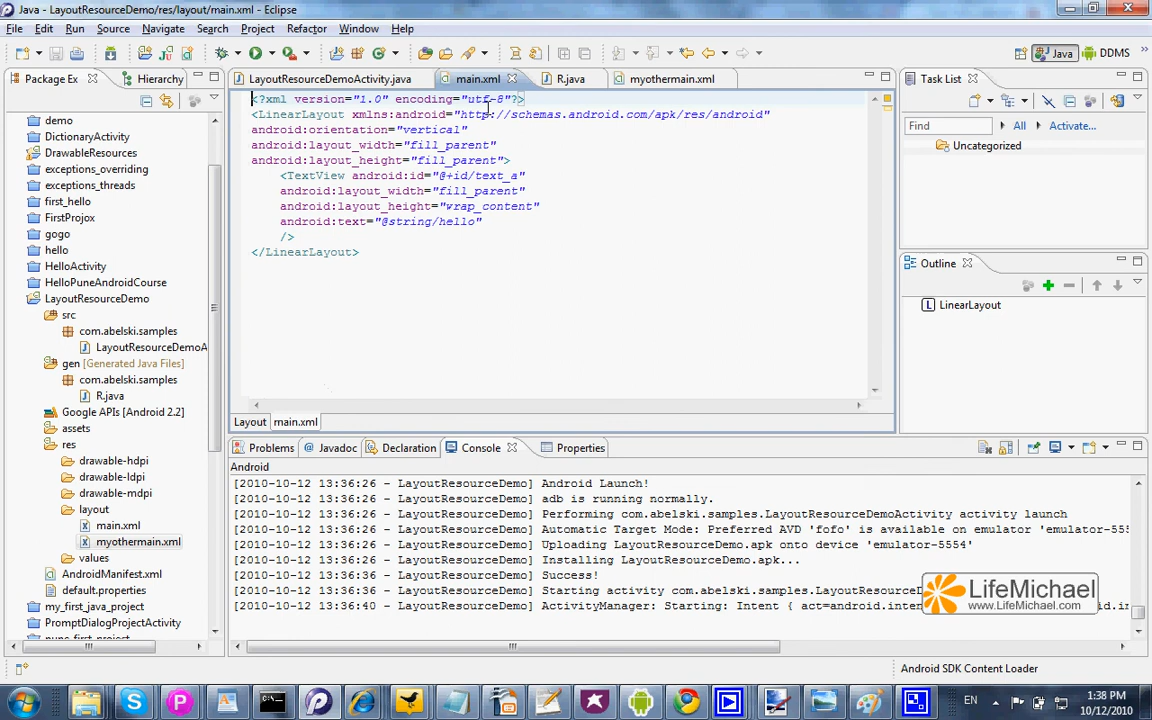 Java - LayoutResourceDemo/res/layout/main.xml - Eclipse
File Edit Run Source Navigate Search Project Refactor Window Help
Java DDMS
Package Ex Hierarchy
demo
DictionaryActivity
DrawableResources
exceptions_overriding
exceptions_threads
first_hello
FirstProjox
gogo
hello
HelloActivity
HelloPuneAndroidCourse
LayoutResourceDemo
src
com.abelski.samples
LayoutResourceDemoA
gen [Generated Java Files]
com.abelski.samples
R.java
Google APIs [Android 2.2]
assets
res
drawable-hdpi
drawable-ldpi
drawable-mdpi
layout
main.xml
myothermain.xml
values
AndroidManifest.xml
default.properties
my_first_java_project
PromptDialogProjectActivity
pune_first_project
LayoutResourceDemoActivity.java main.xml R.java myothermain.xml
<?xml version="1.0" encoding="utf-8"?>
<LinearLayout xmlns:android="http://schemas.android.com/apk/res/android"
android:orientation="vertical"
android:layout_width="fill_parent"
android:layout_height="fill_parent">
<TextView android:id="@+id/text_a"
android:layout_width="fill_parent"
android:layout_height="wrap_content"
android:text="@string/hello"
/>
</LinearLayout>
Layout main.xml
Task List
Find All Activate...
Uncategorized
Outline
LinearLayout
Problems Javadoc Declaration Console Properties
Android
[2010-10-12 13:36:26 - LayoutResourceDemo] Android Launch!
[2010-10-12 13:36:26 - LayoutResourceDemo] adb is running normally.
[2010-10-12 13:36:26 - LayoutResourceDemo] Performing com.abelski.samples.LayoutResourceDemoActivity activity launch
[2010-10-12 13:36:26 - LayoutResourceDemo] Automatic Target Mode: Preferred AVD 'fofo' is available on emulator 'emulator-555
[2010-10-12 13:36:26 - LayoutResourceDemo] Uploading LayoutResourceDemo.apk onto device 'emulator-5554'
[2010-10-12 13:36:26 - LayoutResourceDemo] Installing LayoutResourceDemo.apk...
[2010-10-12 13:36:36 - LayoutResourceDemo] Success!
[2010-10-12 13:36:36 - LayoutResourceDemo] Starting activity com.abelski.samples.LayoutResourceDemo
[2010-10-12 13:36:40 - LayoutResourceDemo] ActivityManager: Starting: Intent { act=android.inten
LifeMichael
www.LifeMichael.com
Android SDK Content Loader
EN
1:38 PM
10/12/2010